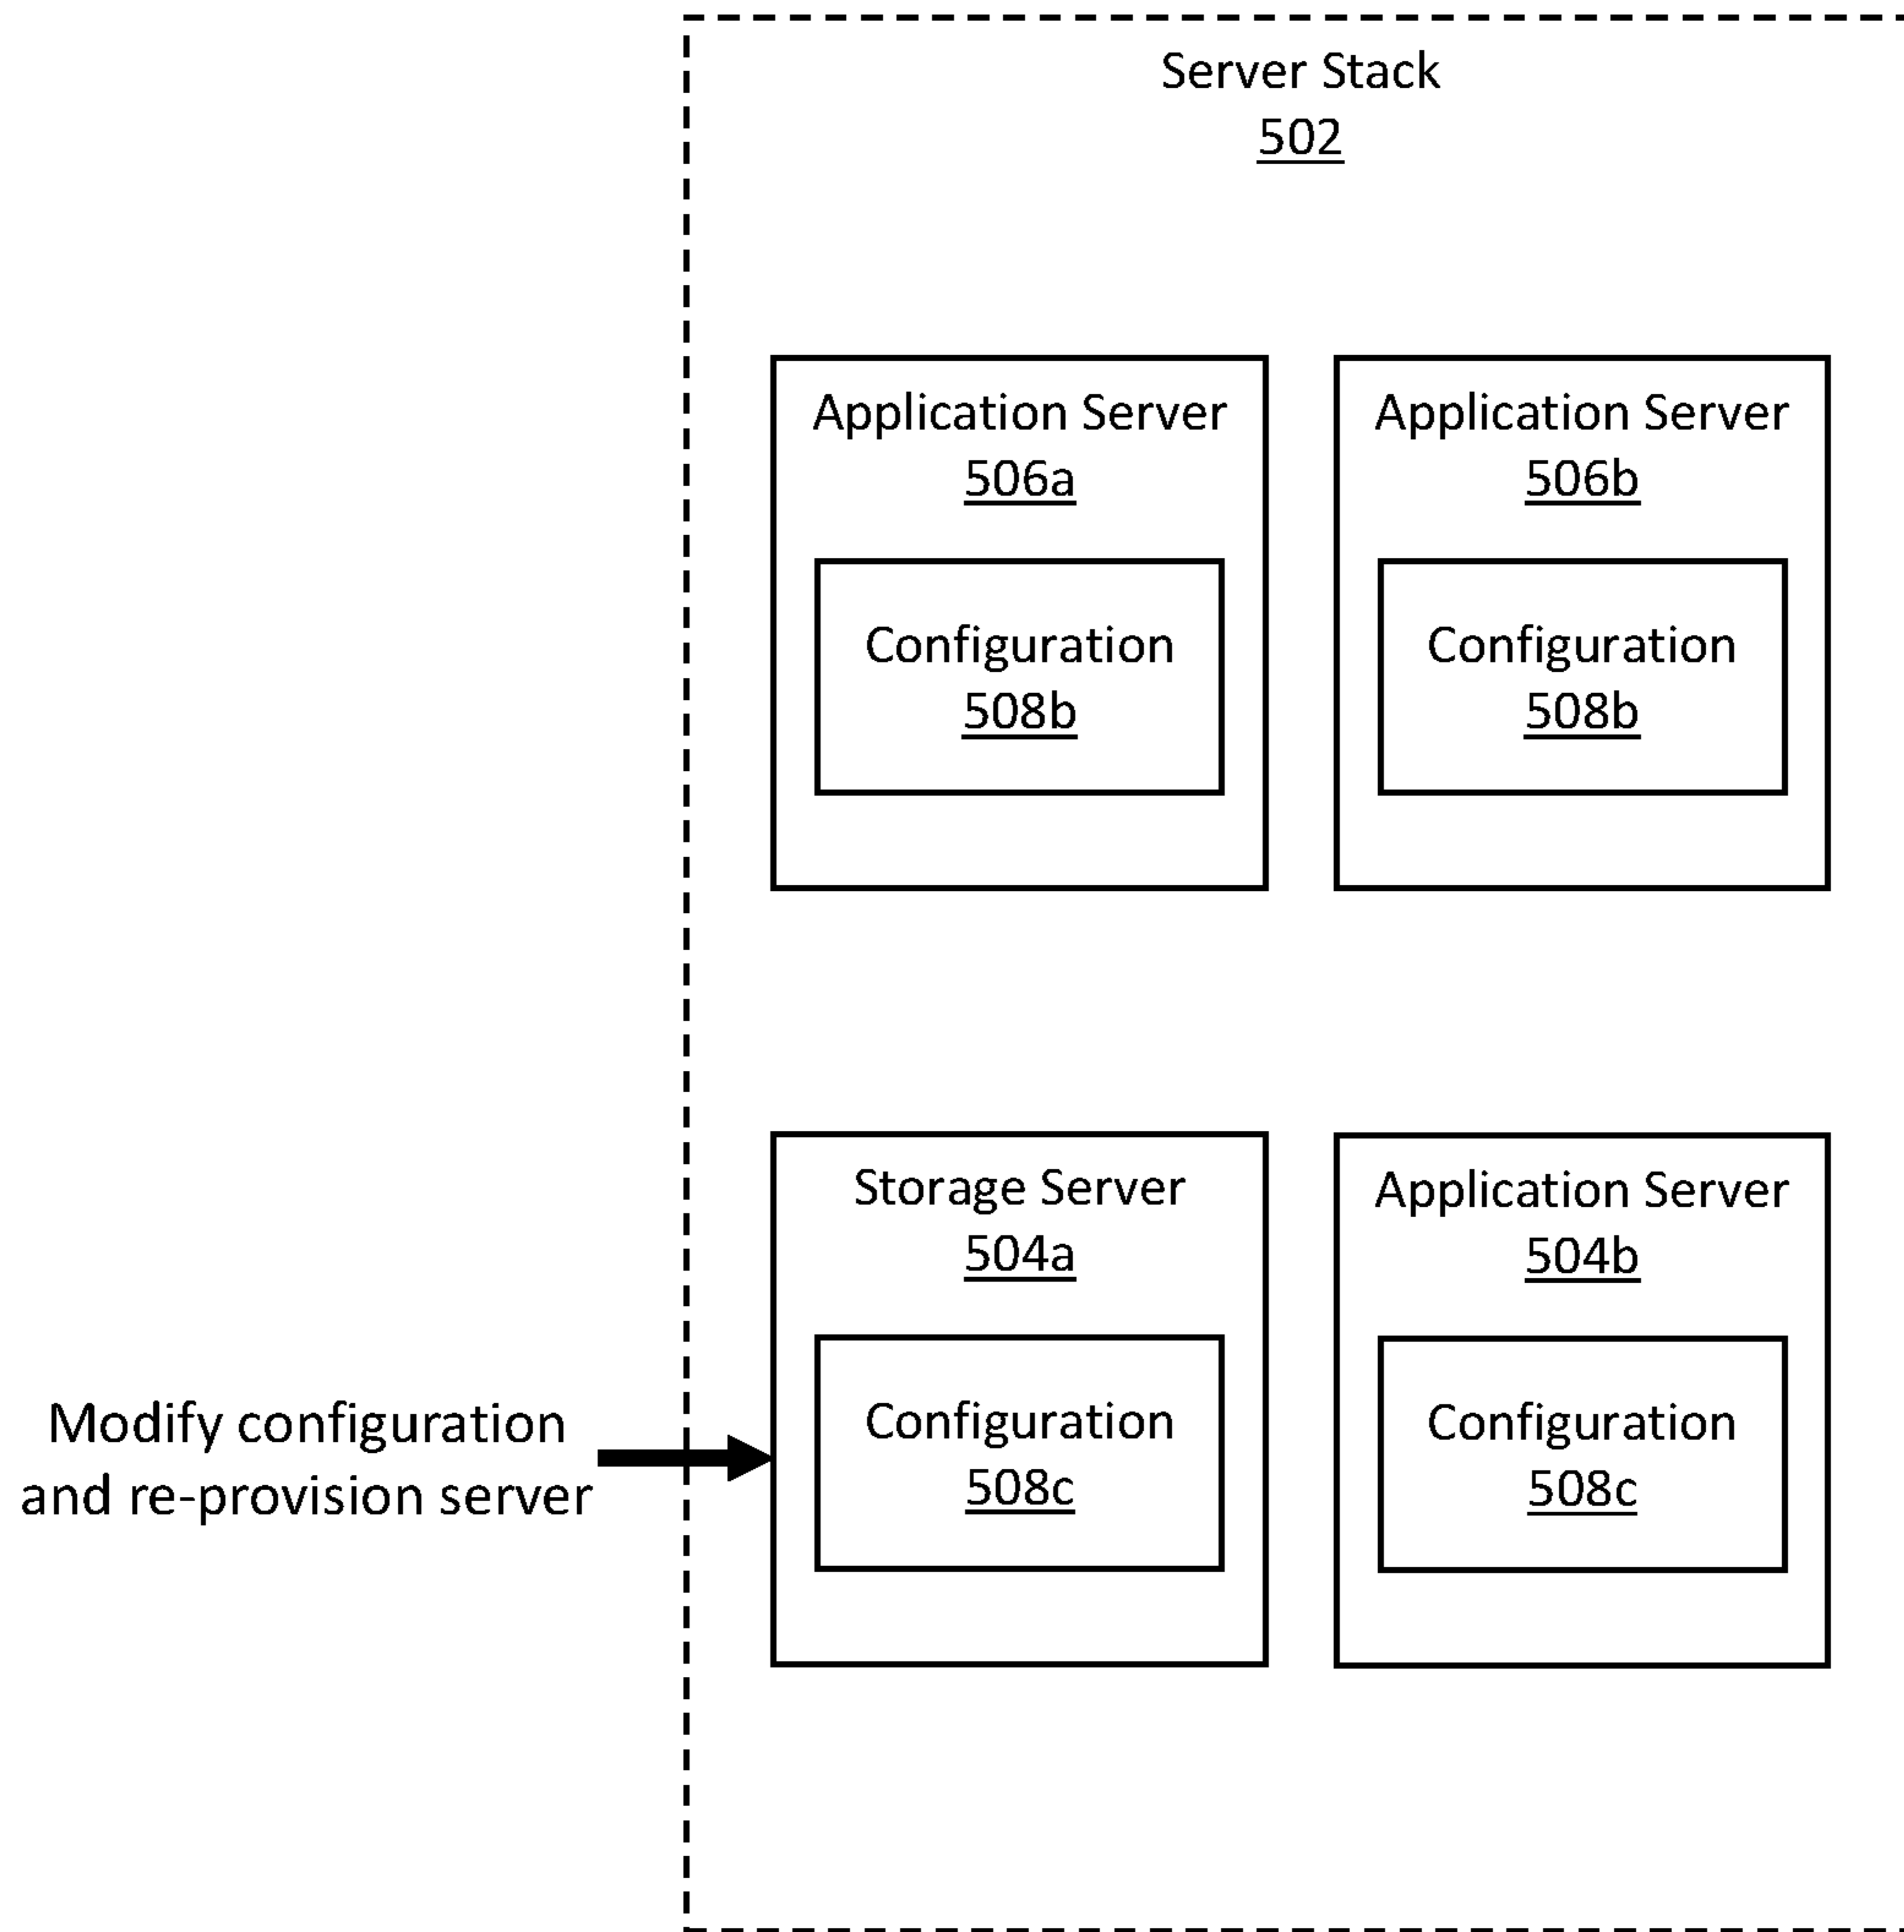 Server Stack
502
Application Server
506a
Configuration
508b
Application Server
506b
Configuration
508b
Storage Server
504a
Configuration
508c
Application Server
504b
Configuration
508c
Modify configuration
and re-provision server